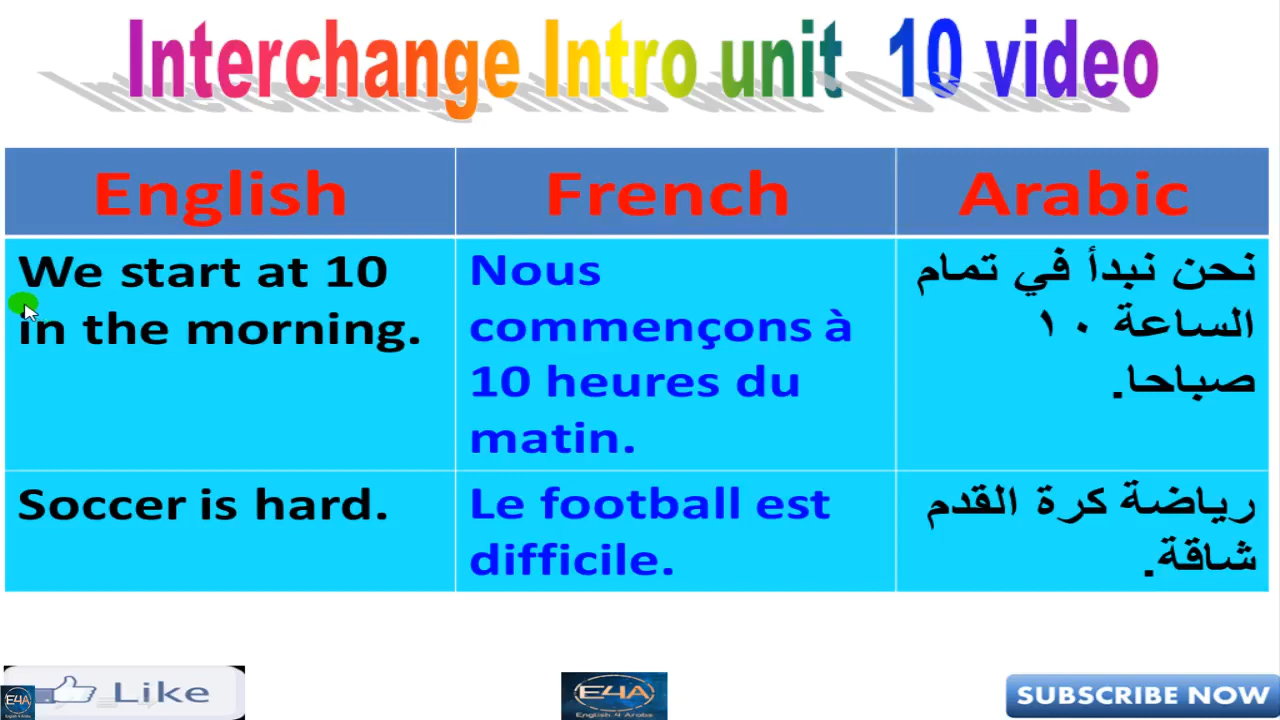 Interchange Intro unit 10 video
English
French
Arabic
We start at 10
in the morning.
Nous
commençons à
10 heures du
matin.
نحن نبدأ في تمام
الساعة ١٠
صباحا.
Soccer is hard.
Le football est
difficile.
رياضة كرة القدم
شاقة.
Like
E4A
E4A
English 4 Arabs
SUBSCRIBE NOW